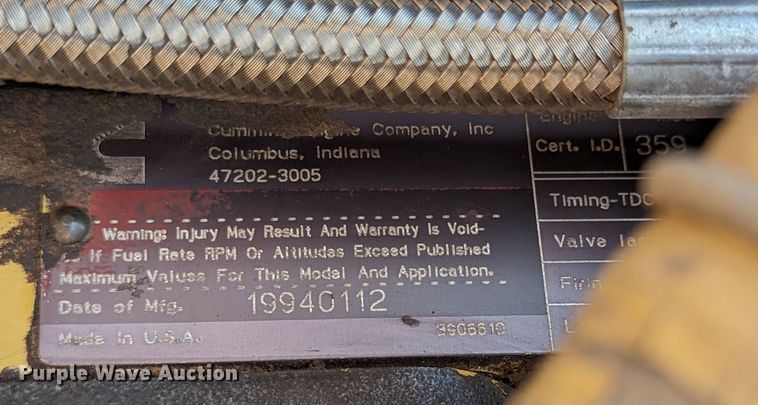 Cummins Engine Company, Inc
Columbus, Indiana
47202-3005
Warning: Injury May Result And Warranty Is Void-
If Fuel Rate RPM Or Altitudes Exceed Published
Maximum Values For This Model And Application.
Date of Mfg. 19940112
Made In U.S.A. 3906610
Engine
Cert. I.D. 359
Timing-TDC
Valve
Purple Wave Auction